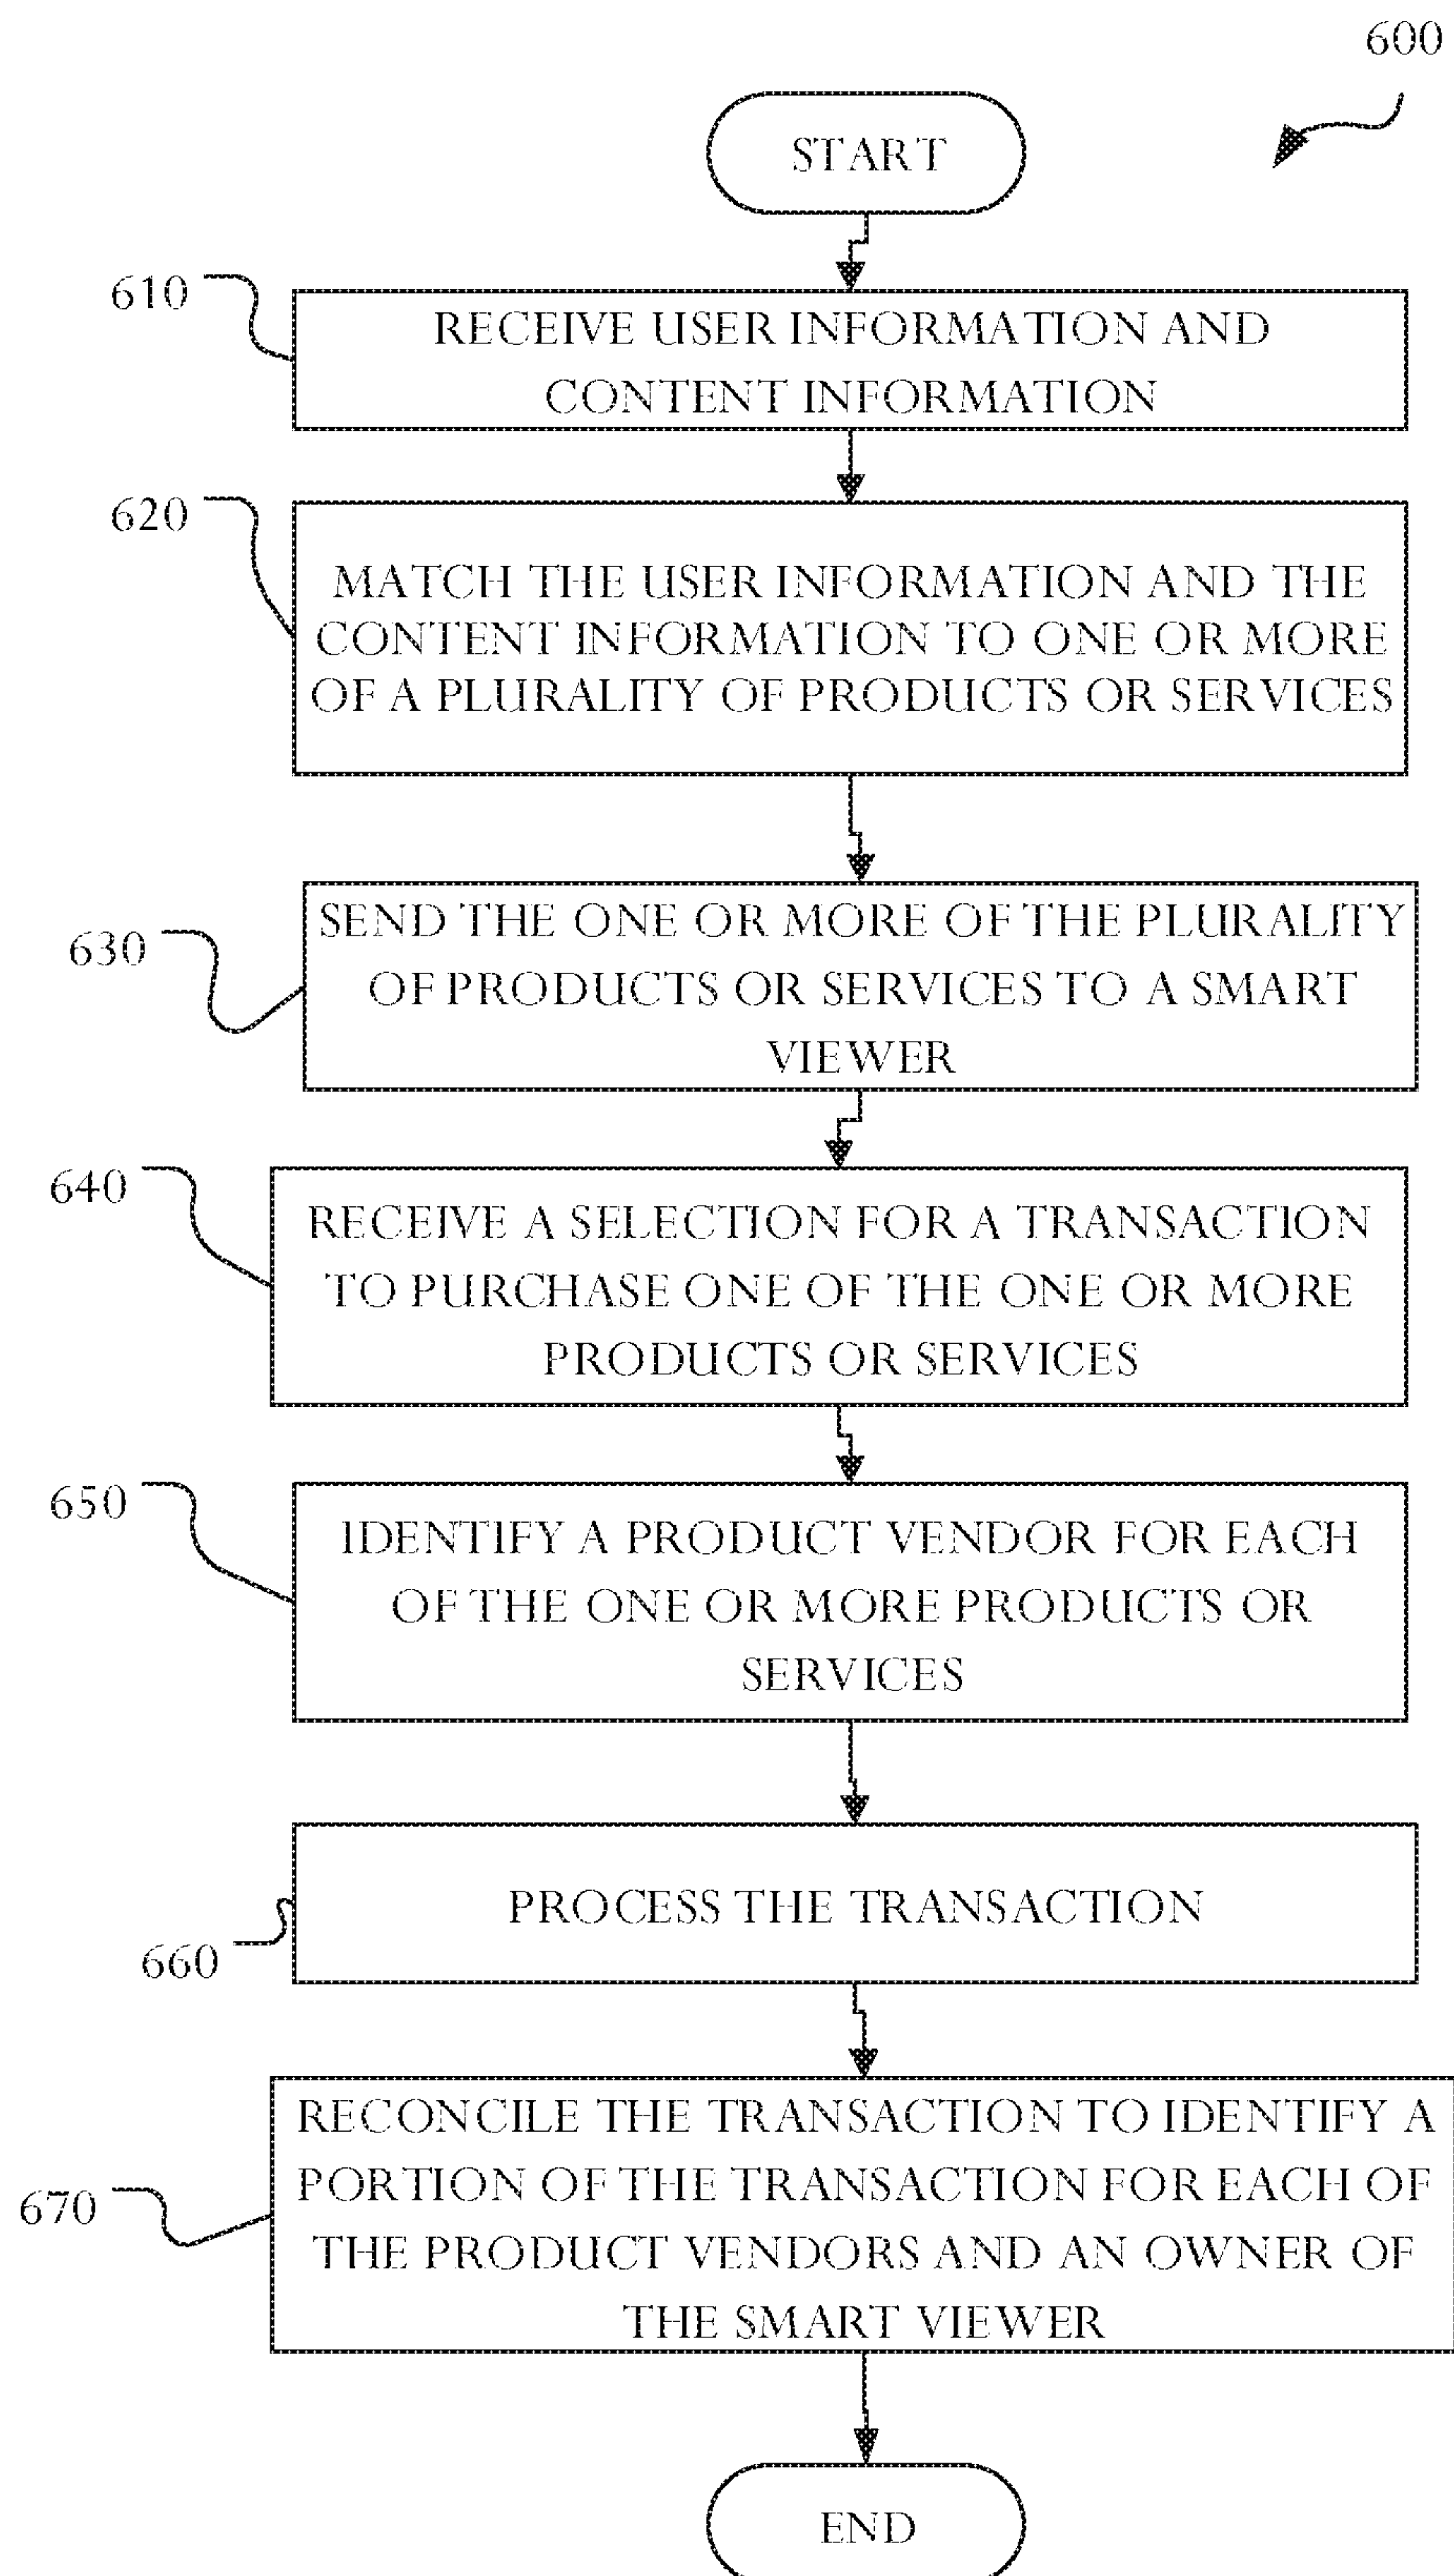 600
START
610
RECEIVE USER INFORMATION AND
CONTENT INFORMATION
620
MATCH THE USER INFORMATION AND THE
CONTENT INFORMATION TO ONE OR MORE
OF A PLURALITY OF PRODUCTS OR SERVICES
630
SEND THE ONE OR MORE OF THE PLURALITY
OF PRODUCTS OR SERVICES TO A SMART
VIEWER
640
RECEIVE A SELECTION FOR A TRANSACTION
TO PURCHASE ONE OF THE ONE OR MORE
PRODUCTS OR SERVICES
650
IDENTIFY A PRODUCT VENDOR FOR EACH
OF THE ONE OR MORE PRODUCTS OR
SERVICES
PROCESS THE TRANSACTION
660
RECONCILE THE TRANSACTION TO IDENTIFY A
PORTION OF THE TRANSACTION FOR EACH OF
670
THE PRODUCT VENDORS AND AN OWNER OF
THE SMART VIEWER
END